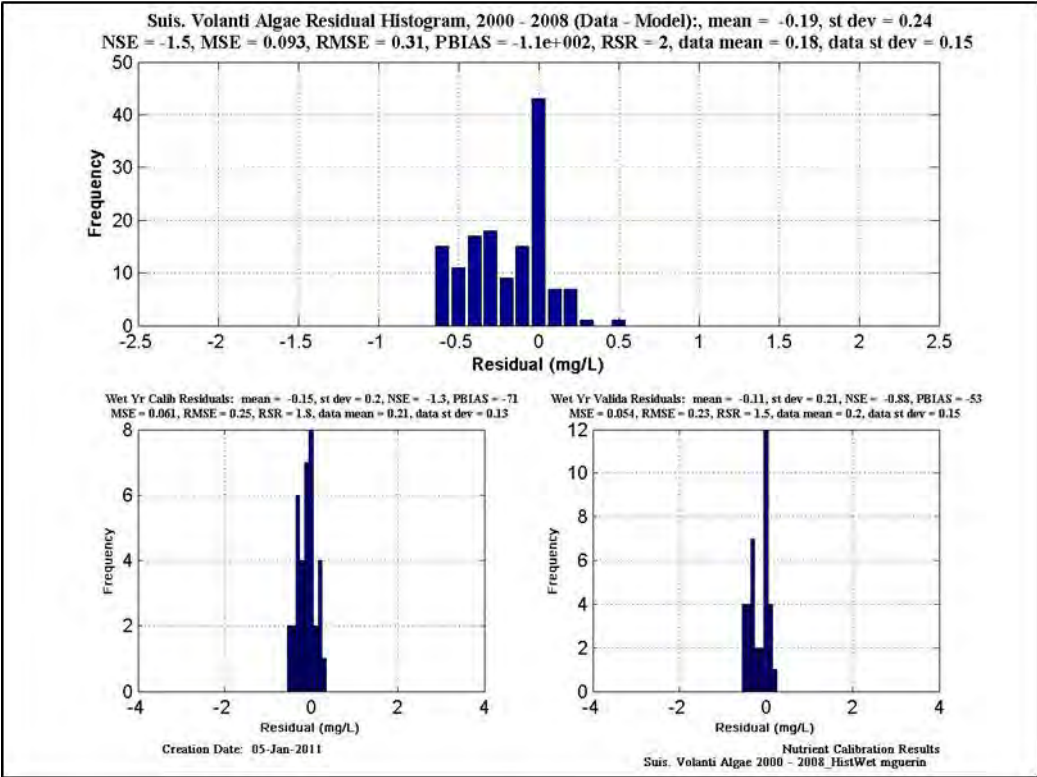 Suis. Volanti Algae Residual Histogram, 2000 - 2008 (Data - Model):, mean = -0.19, st dev = 0.24
NSE = -1.5, MSE = 0.093, RMSE = 0.31, PBIAS = -1.1e+002, RSR = 2, data mean = 0.18, data st dev = 0.15
50
40
30
20
10
0
Frequency
-2.5 -2 -1.5 -1 -0.5 0 0.5 1 1.5 2 2.5
Residual (mg/L)
Wet Yr Calib Residuals: mean = -0.15, st dev = 0.2, NSE = -1.3, PBIAS = -71
MSE = 0.061, RMSE = 0.25, RSR = 1.8, data mean = 0.21, data st dev = 0.13
8
6
4
2
0
Frequency
-4 -2 0 2 4
Residual (mg/L)
Wet Yr Valida Residuals: mean = -0.11, st dev = 0.21, NSE = -0.88, PBIAS = -53
MSE = 0.054, RMSE = 0.23, RSR = 1.5, data mean = 0.2, data st dev = 0.15
12
10
8
6
4
2
0
Frequency
-4 -2 0 2 4
Residual (mg/L)
Creation Date: 05-Jan-2011
Nutrient Calibration Results
Suis. Volanti Algae 2000 - 2008_HistWet mguerin